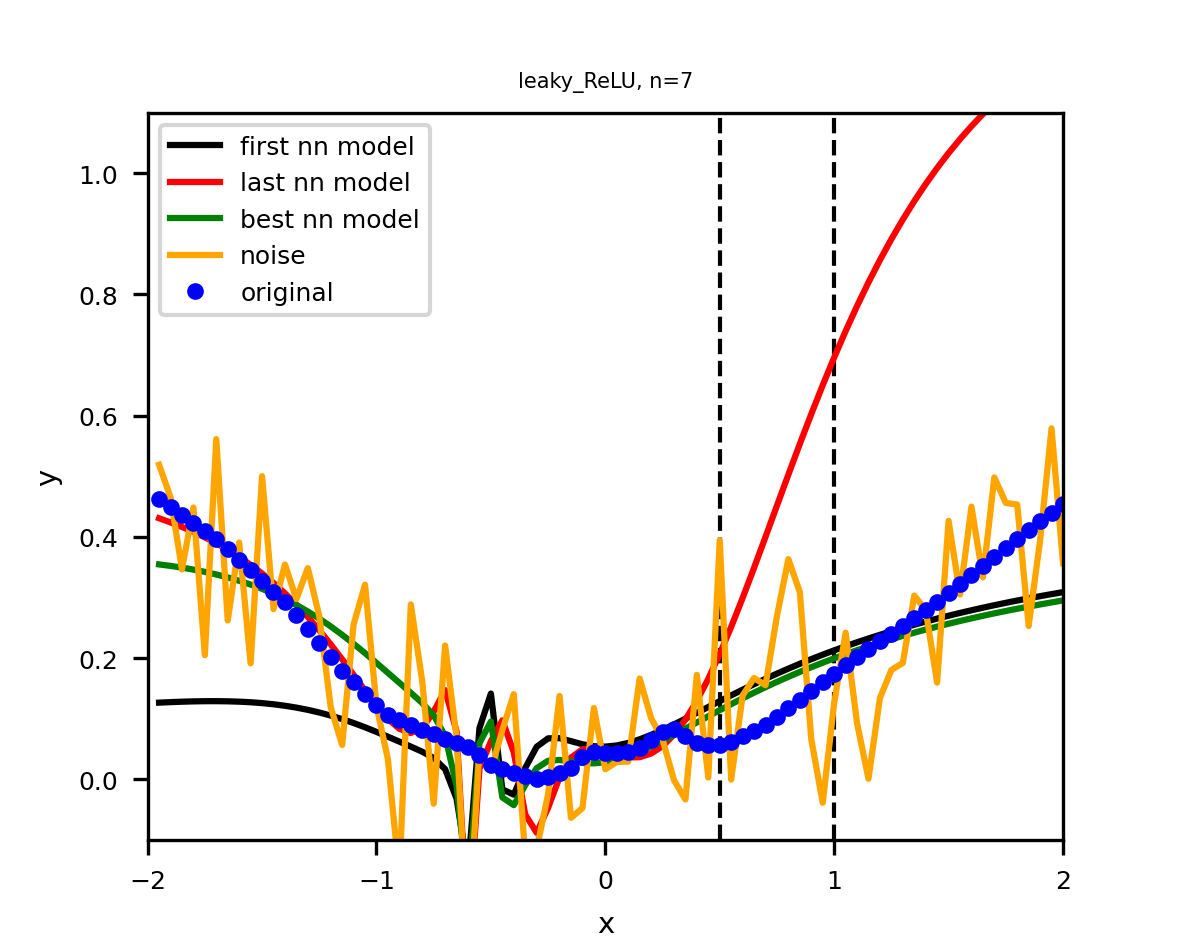 leaky_ReLU, n=7
first nn model
last nn model
best nn model
noise
original
1.0
0.8
0.6
0.4
0.2
0.0
y
−2
−1
0
1
2
x